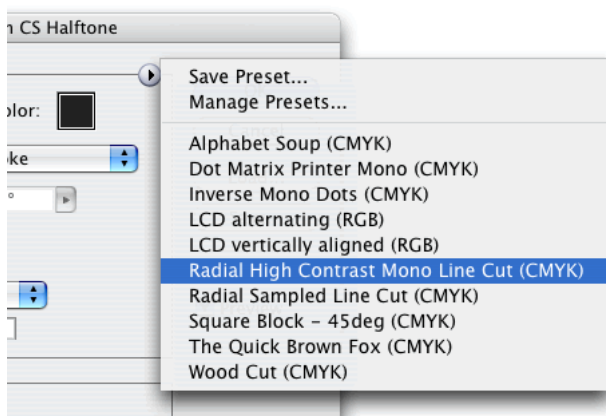 CS Halftone
Save Preset...
Manage Presets...
olor:
Cancel
Alphabet Soup (CMYK)
ke
Dot Matrix Printer Mono (CMYK)
Inverse Mono Dots (CMYK)
°
LCD alternating (RGB)
LCD vertically aligned (RGB)
Radial High Contrast Mono Line Cut (CMYK)
Radial Sampled Line Cut (CMYK)
Square Block – 45deg (CMYK)
The Quick Brown Fox (CMYK)
Wood Cut (CMYK)